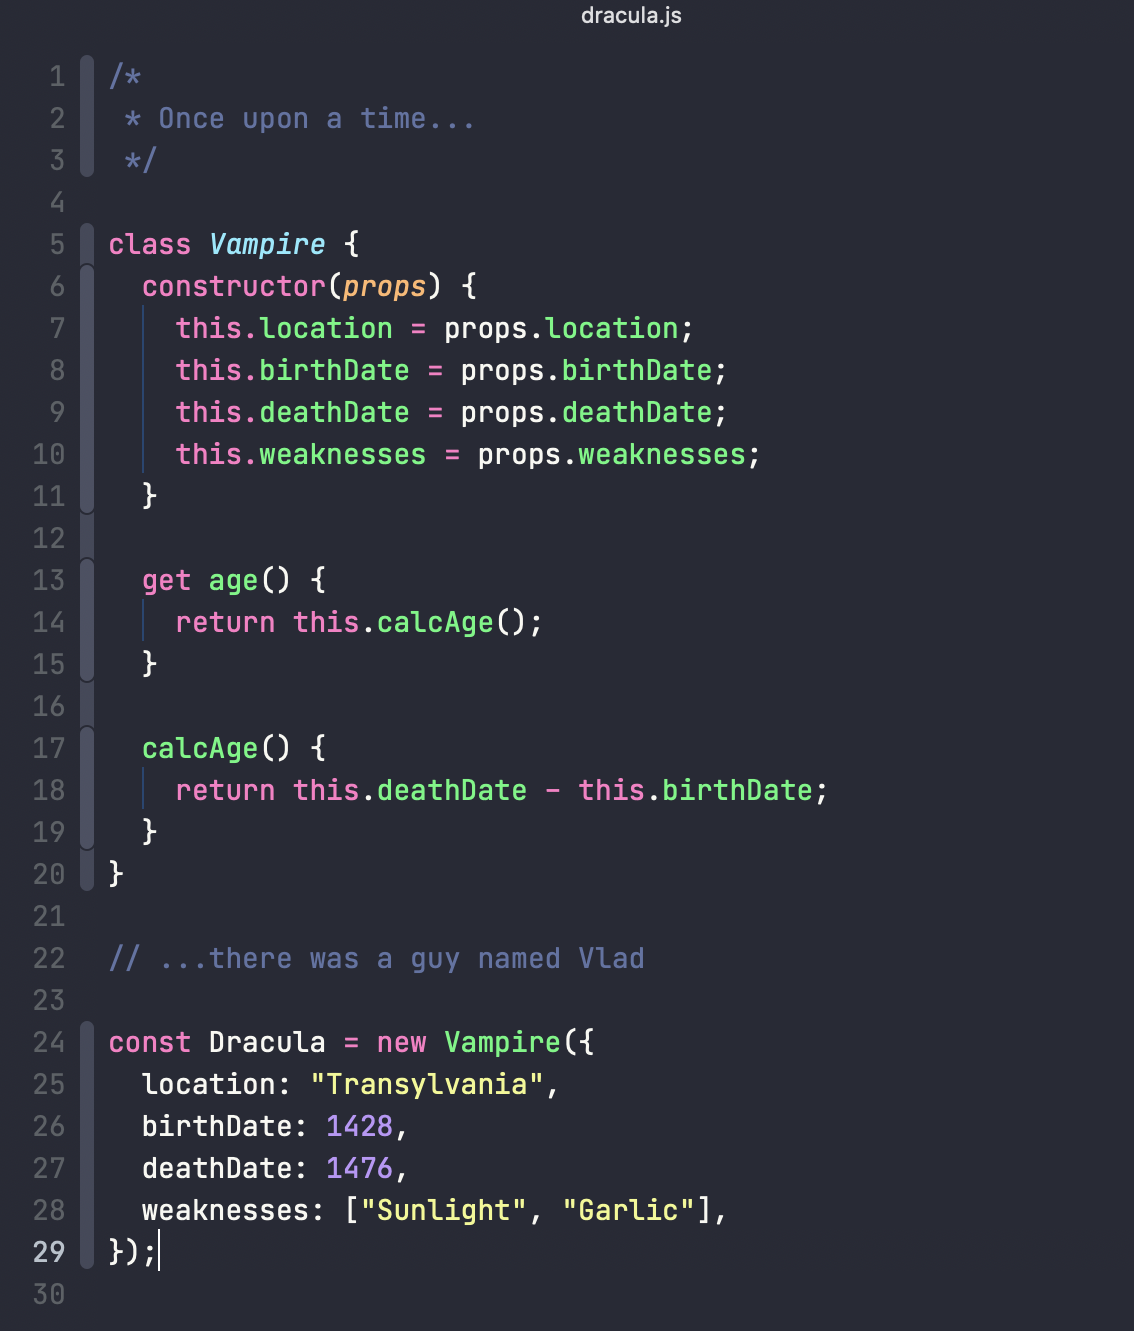 dracula.js
1 /*
2  * Once upon a time...
3  */
4
5 class Vampire {
6   constructor(props) {
7     this.location = props.location;
8     this.birthDate = props.birthDate;
9     this.deathDate = props.deathDate;
10     this.weaknesses = props.weaknesses;
11   }
12
13   get age() {
14     return this.calcAge();
15   }
16
17   calcAge() {
18     return this.deathDate - this.birthDate;
19   }
20 }
21
22 // ...there was a guy named Vlad
23
24 const Dracula = new Vampire({
25   location: "Transylvania",
26   birthDate: 1428,
27   deathDate: 1476,
28   weaknesses: ["Sunlight", "Garlic"],
29 });
30